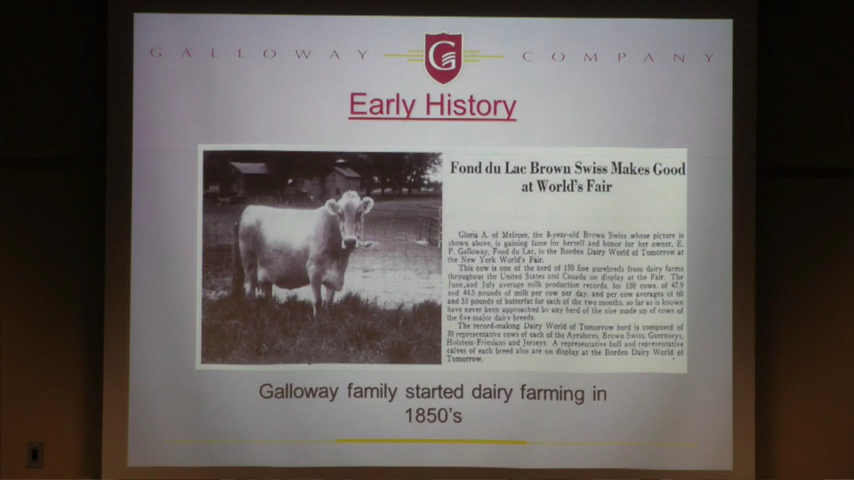 GALLOWAY G COMPANY
Early History
Fond du Lac Brown Swiss Makes Good
at World's Fair
Gloria A. of Melrose, the 8-year-old Brown Swiss whose picture is
shown above, is gaining fame for herself and honor for her owner, E.
P. Galloway, Fond du Lac, in the Borden Dairy World of Tomorrow at
the New York World's Fair.
This cow is one of the herd of 150 fine purebreds from dairy farms
throughout the United States and Canada on display at the Fair. The
June and July average milk production records, for 150 cows, of 47.9
and 44.5 pounds of milk per cow per day, and per cow averages of 60
and 55 pounds of butterfat for each of the two months, so far as is known
have never been approached by any herd of the size made up of cows of
the five major dairy breeds.
The record-making Dairy World of Tomorrow herd is composed of
30 representative cows of each of the Ayrshires, Brown Swiss, Guernseys,
Holstein-Friesians and Jerseys. A representative bull and representative
calves of each breed also are on display at the Borden Dairy World of
Tomorrow.
Galloway family started dairy farming in
1850's